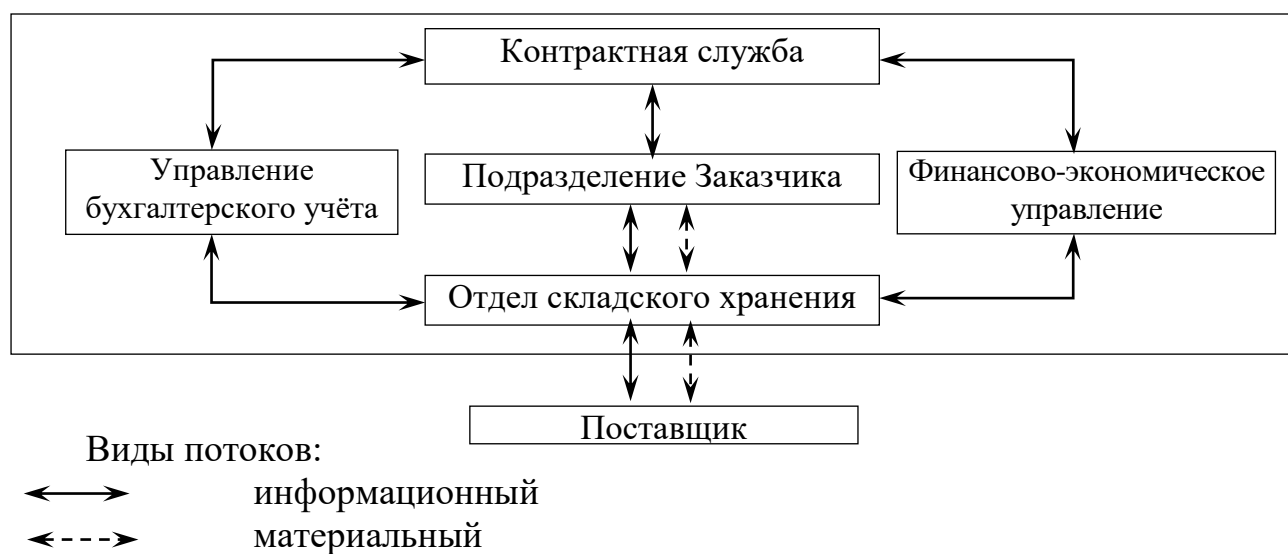 Контрактная служба
Управление
бухгалтерского учёта
Подразделение Заказчика
Финансово-экономическое
управление
Отдел складского хранения
Поставщик
Виды потоков:
информационный
материальный